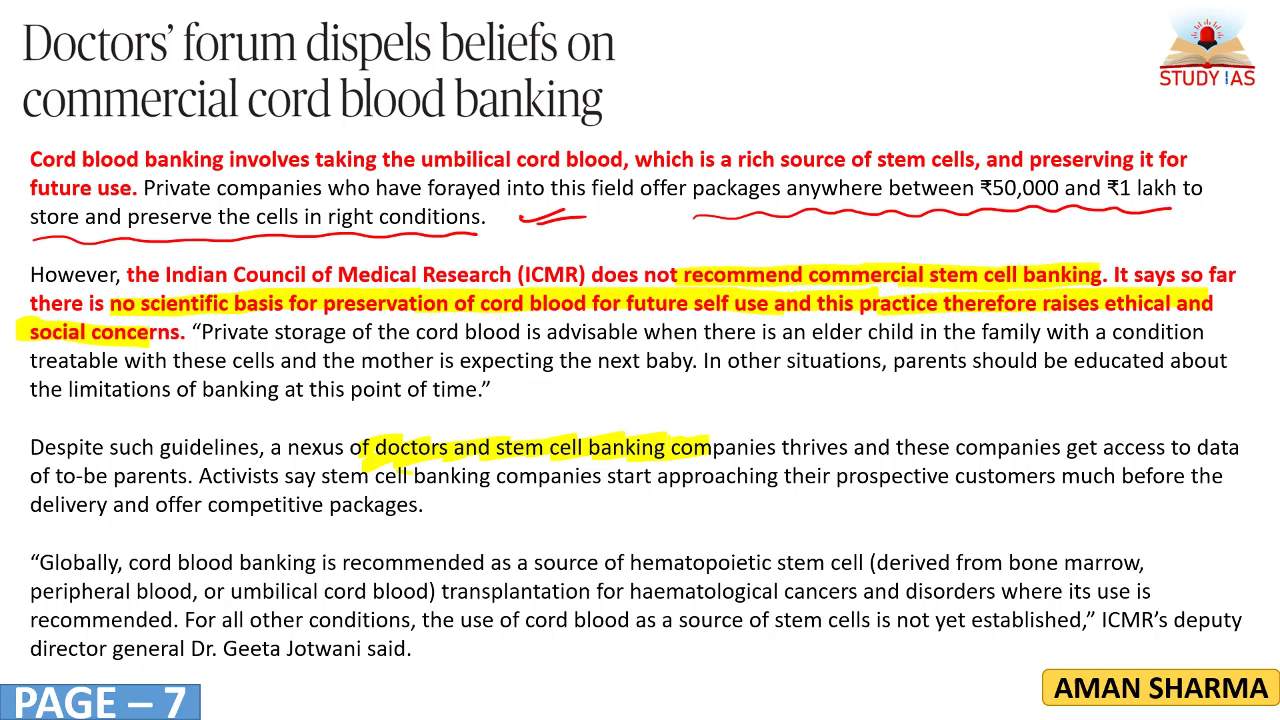 Doctors’ forum dispels beliefs on
commercial cord blood banking
STUDY IAS
Cord blood banking involves taking the umbilical cord blood, which is a rich source of stem cells, and preserving it for
future use. Private companies who have forayed into this field offer packages anywhere between ₹50,000 and ₹1 lakh to
store and preserve the cells in right conditions.
However, the Indian Council of Medical Research (ICMR) does not recommend commercial stem cell banking. It says so far
there is no scientific basis for preservation of cord blood for future self use and this practice therefore raises ethical and
social concerns. “Private storage of the cord blood is advisable when there is an elder child in the family with a condition
treatable with these cells and the mother is expecting the next baby. In other situations, parents should be educated about
the limitations of banking at this point of time.”
Despite such guidelines, a nexus of doctors and stem cell banking companies thrives and these companies get access to data
of to-be parents. Activists say stem cell banking companies start approaching their prospective customers much before the
delivery and offer competitive packages.
“Globally, cord blood banking is recommended as a source of hematopoietic stem cell (derived from bone marrow,
peripheral blood, or umbilical cord blood) transplantation for haematological cancers and disorders where its use is
recommended. For all other conditions, the use of cord blood as a source of stem cells is not yet established,” ICMR’s deputy
director general Dr. Geeta Jotwani said.
PAGE – 7
AMAN SHARMA